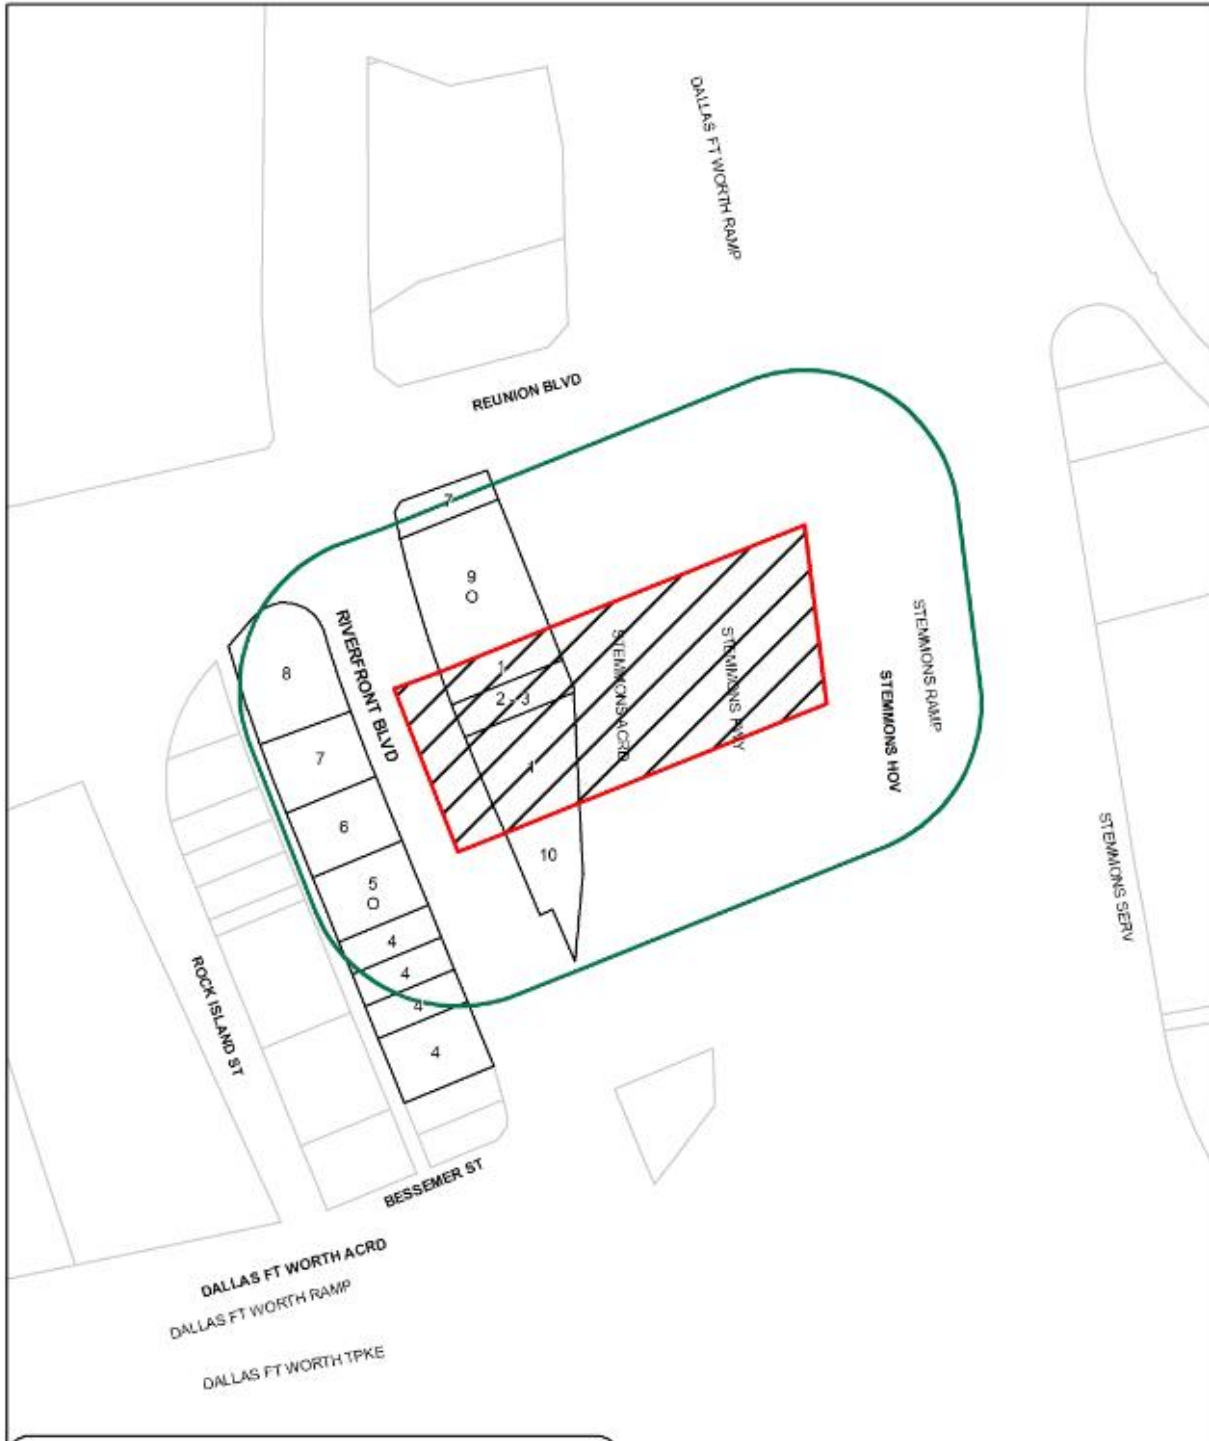 DALLAS FT WORTH RAMP
REUNION BLVD
7
9
O
RIVERFRONT BLVD
8
1
2 - 3
STEMMONS ACRD
STEMMONS FWY
STEMMONS RAMP
STEMMONS HOV
7
1
6
10
5
O
STEMMONS SERV
4
4
4
4
ROCK ISLAND ST
BESSEMER ST
DALLAS FT WORTH ACRD
DALLAS FT WORTH RAMP
DALLAS FT WORTH TPKE